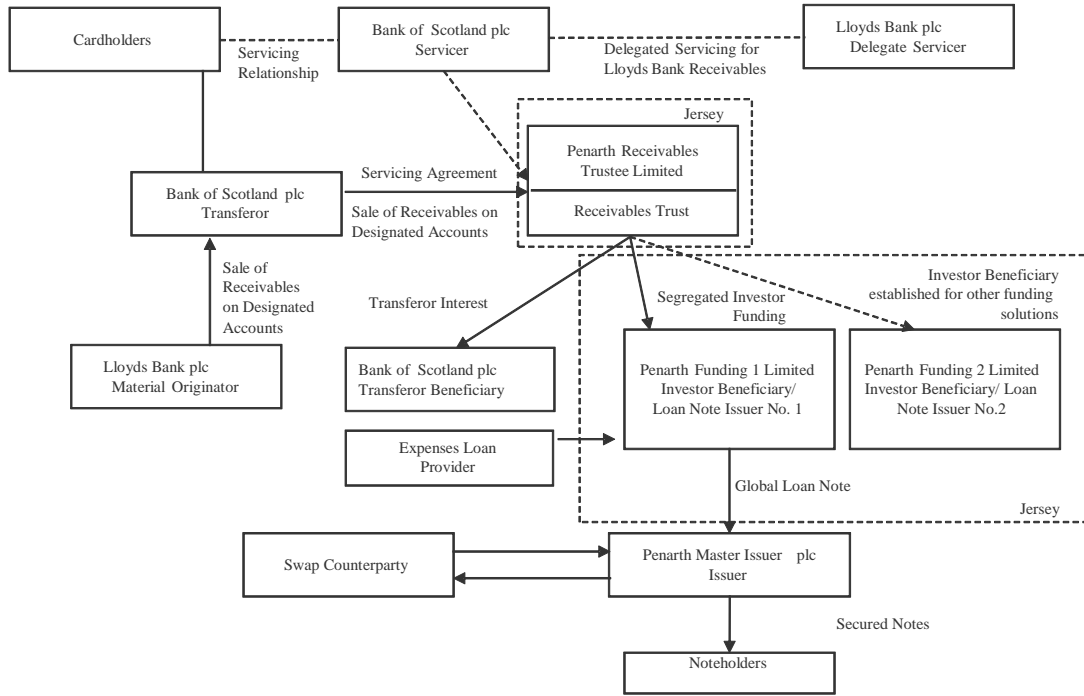 Cardholders
Servicing
Relationship
Bank of Scotland plc
Servicer
Delegated Servicing for
Lloyds Bank Receivables
Lloyds Bank plc
Delegate Servicer
Jersey
Penarth Receivables
Trustee Limited
Receivables Trust
Servicing Agreement
Bank of Scotland plc
Transferor
Sale of Receivables on
Designated Accounts
Sale of
Receivables
on Designated
Accounts
Lloyds Bank plc
Material Originator
Transferor Interest
Segregated Investor
Funding
Investor Beneficiary
established for other funding
solutions
Bank of Scotland plc
Transferor Beneficiary
Penarth Funding 1 Limited
Investor Beneficiary/
Loan Note Issuer No. 1
Penarth Funding 2 Limited
Investor Beneficiary/ Loan
Note Issuer No.2
Expenses Loan
Provider
Global Loan Note
Jersey
Swap Counterparty
Penarth Master Issuer plc
Issuer
Secured Notes
Noteholders